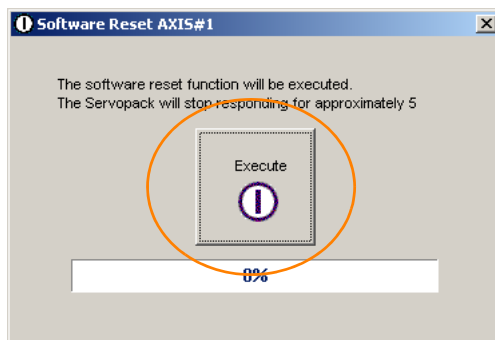 Software Reset AXIS#1
The software reset function will be executed.
The Servopack will stop responding for approximately 5
Execute
8%